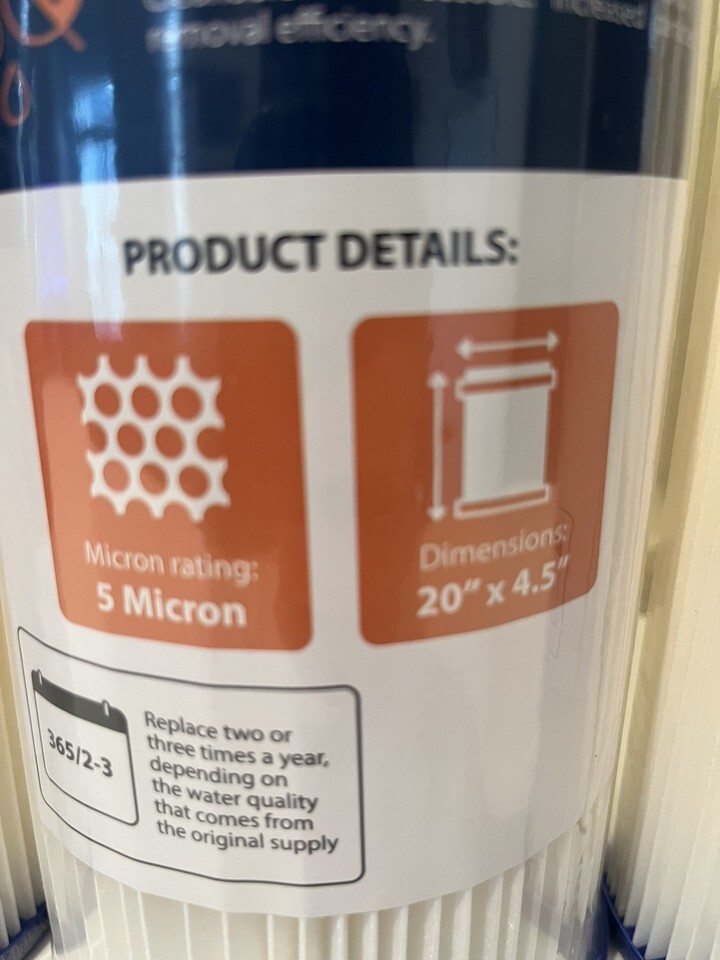 increased
removal efficiency.
PRODUCT DETAILS:
Micron rating:
5 Micron
Dimensions:
20" x 4.5"
365/2-3
Replace two or
three times a year,
depending on
the water quality
that comes from
the original supply